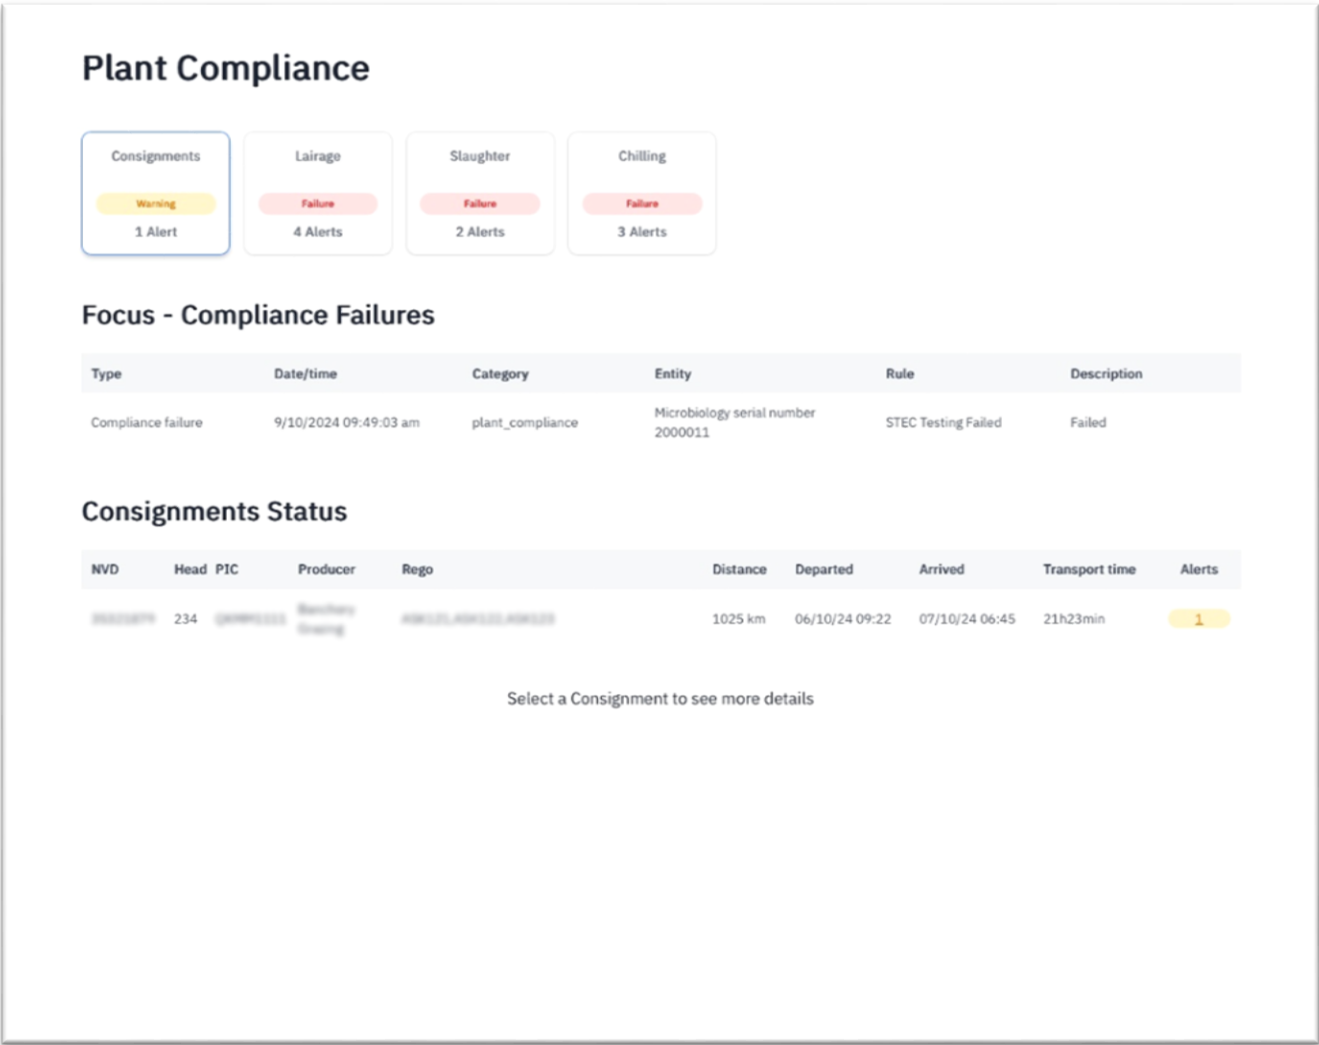 Plant Compliance
Consignments Lairage Slaughter Chilling
Warning Failure Failure Failure
1 Alert 4 Alerts 2 Alerts 3 Alerts
Focus - Compliance Failures
Type Date/time Category Entity Rule Description
Compliance failure 9/10/2024 09:49:03 am plant_compliance Microbiology serial number STEC Testing Failed Failed
2000011
Consignments Status
NVD Head PIC Producer Rego Distance Departed Arrived Transport time Alerts
234 1025 km 06/10/24 09:22 07/10/24 06:45 21h23min 1
Select a Consignment to see more details